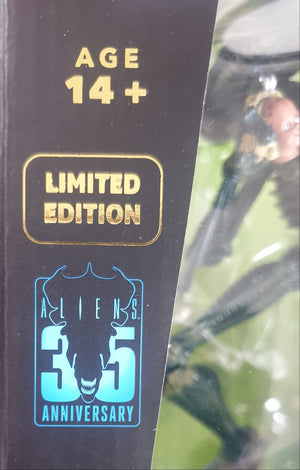 AGE
14+
LIMITED
EDITION
ALIENS
35
ANNIVERSARY